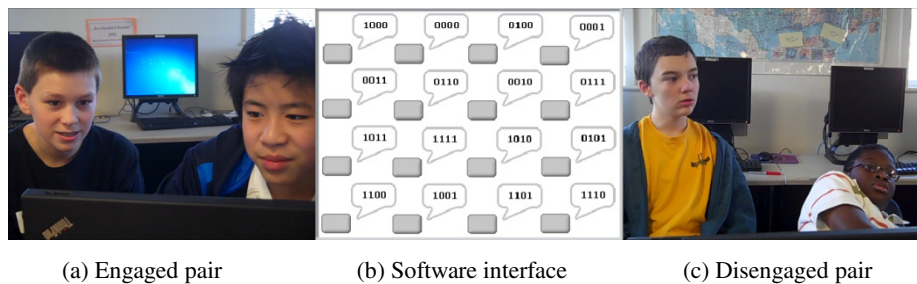 1000 0000 0100 0001
0011 0110 0010 0111
1011 1111 1010 0101
1100 1001 1101 1110
ThinkPad
(a) Engaged pair (b) Software interface (c) Disengaged pair